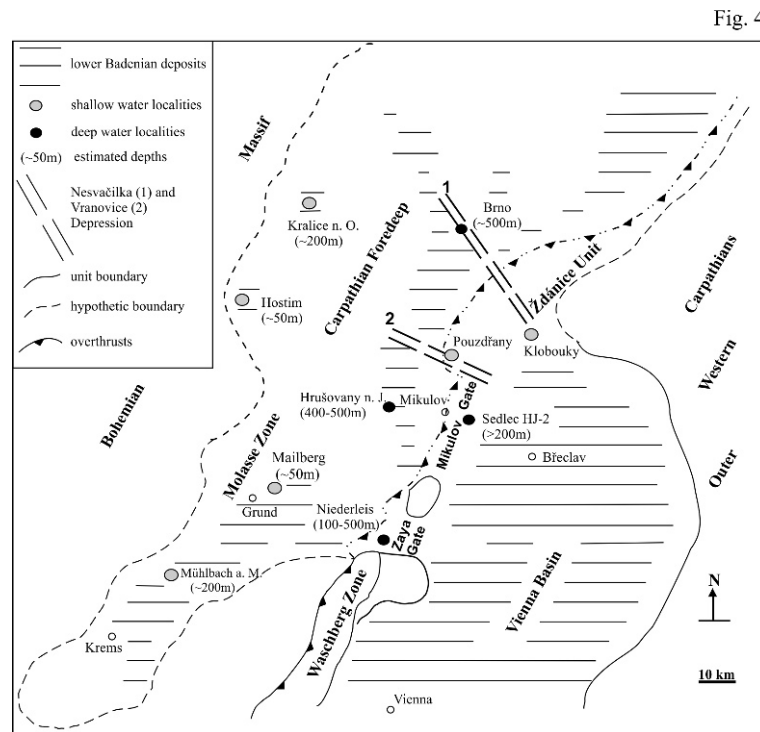 Fig. 4
lower Badenian deposits
shallow water localities
deep water localities
(~50m) estimated depths
Nesvačilka (1) and
Vranovice (2)
Depression
unit boundary
hypothetic boundary
overthrusts
Massif
Bohemian
Kralice n. O.
(~200m)
Carpathian Foredeep
1
Brno
(~500m)
Ždánice Unit
Carpathians
Western
Outer
Hostim
(~50m)
2
Pouzdřany
Klobouky
Hrušovany n. J.
(400-500m)
Mikulov
Mikulov Gate
Sedlec HJ-2
(>200m)
Břeclav
Molasse Zone
Mailberg
(~50m)
Grund
Niederleis
(100-500m)
Zaya
Gate
Mühlbach a. M.
(~200m)
Krems
Waschberg Zone
Vienna Basin
Vienna
N
10 km